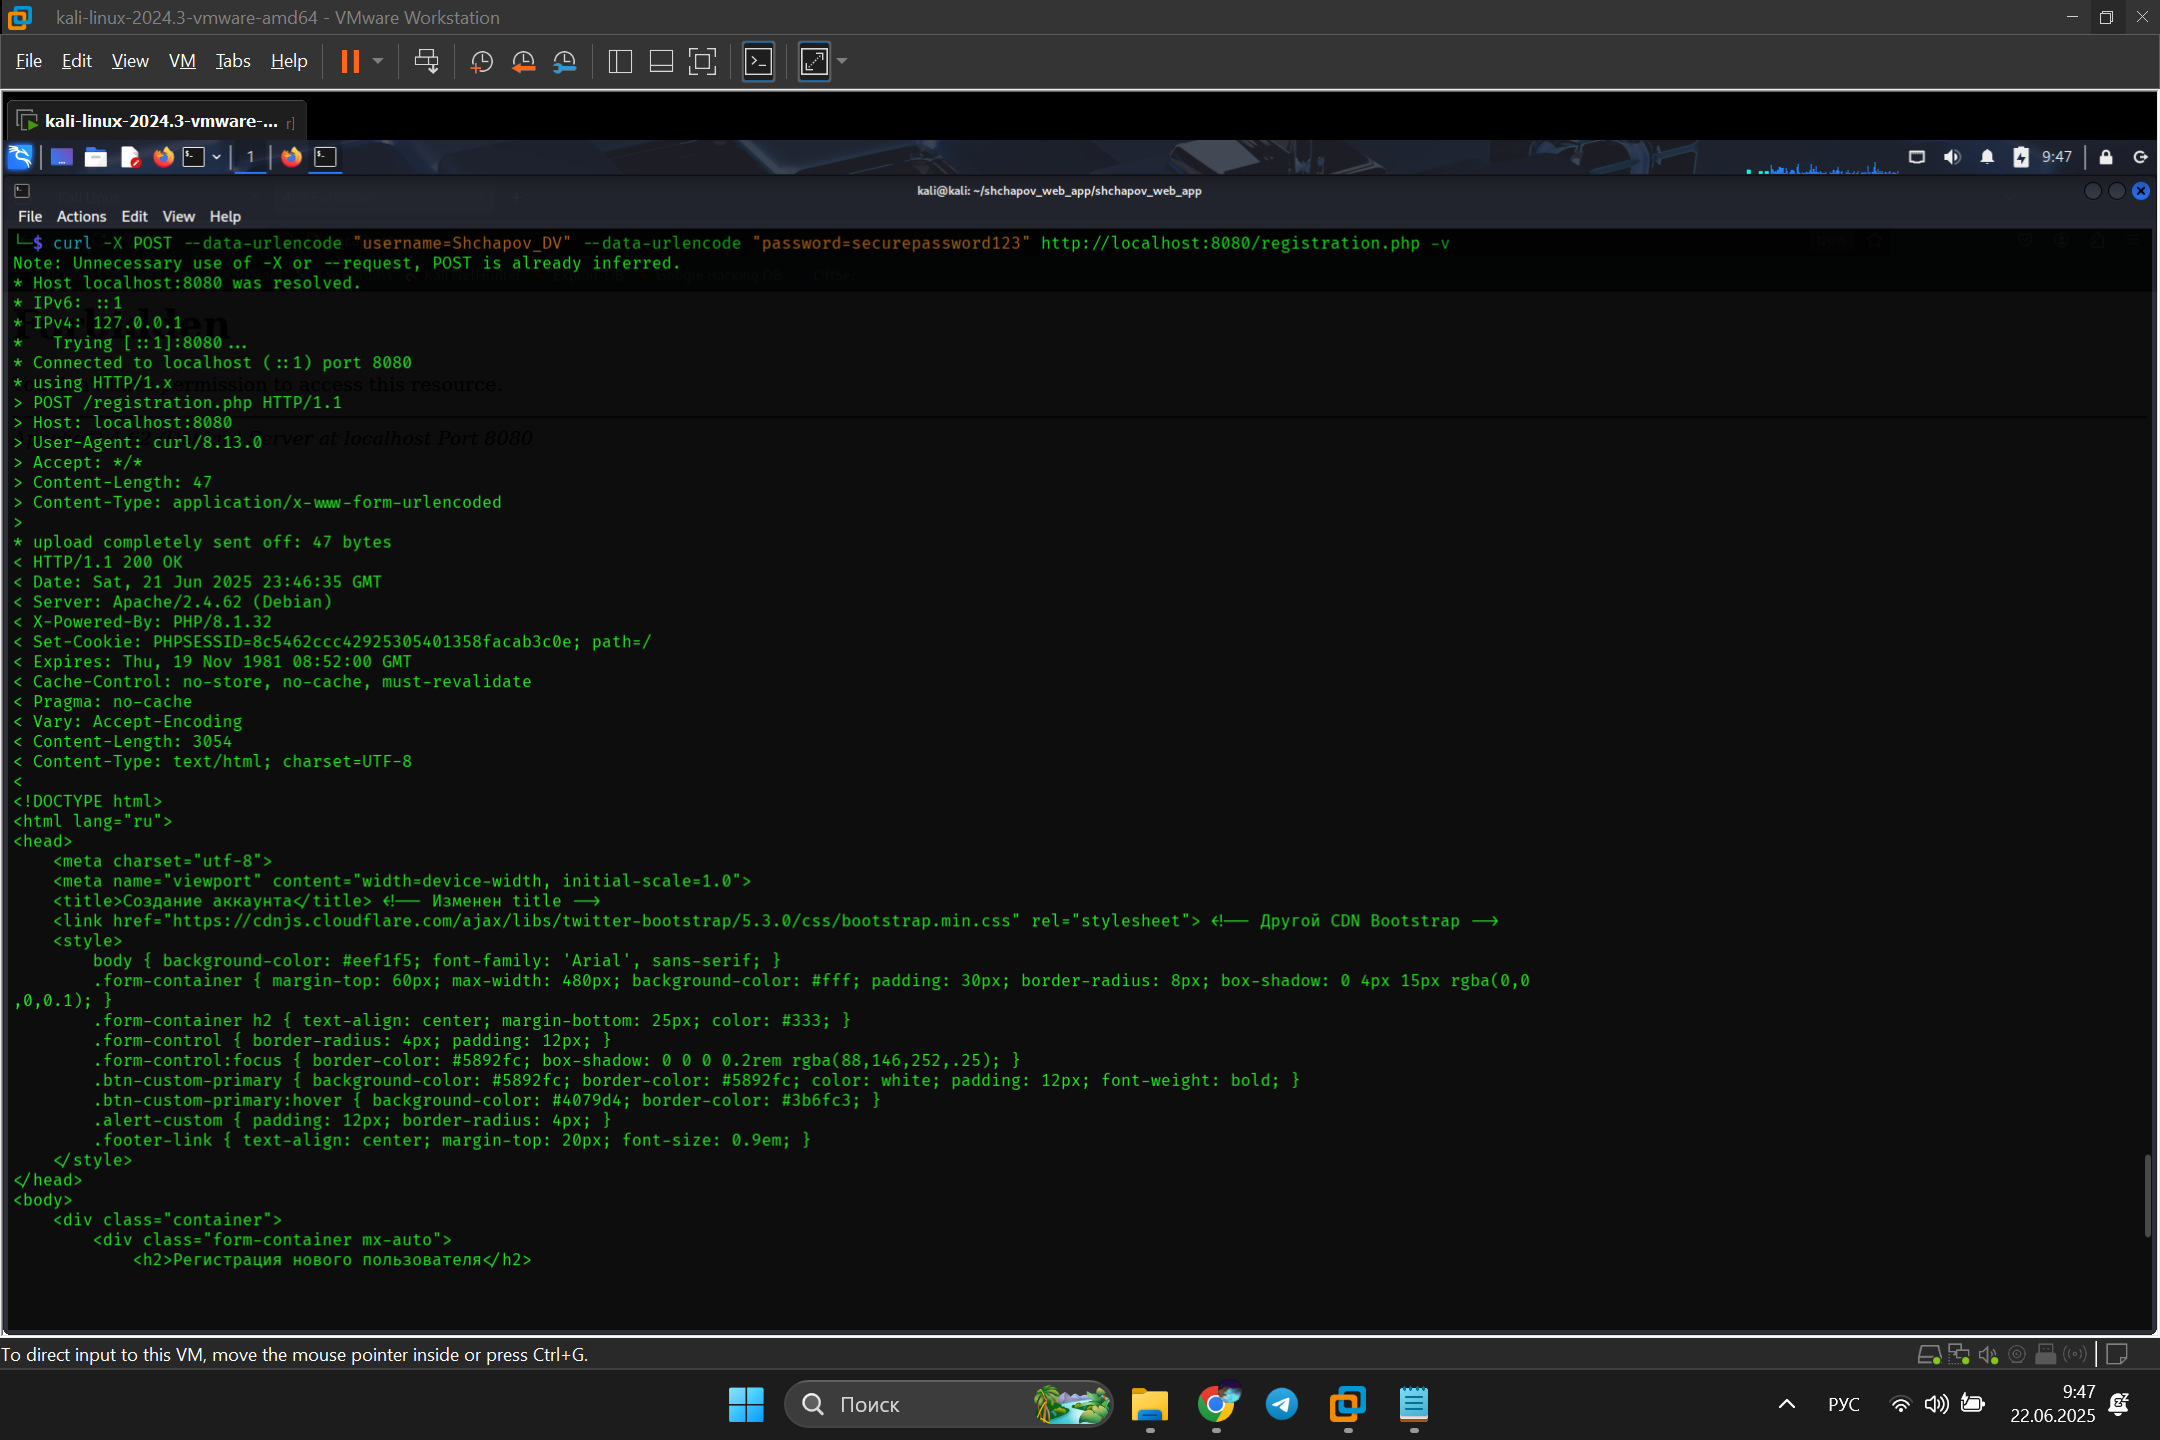 kali-linux-2024.3-vmware-amd64 - VMware Workstation
File Edit View VM Tabs Help
kali-linux-2024.3-vmware-...
1
9:47
kali@kali: ~/shchapov_web_app/shchapov_web_app
File Actions Edit View Help
└─$ curl -X POST --data-urlencode "username=Shchapov_DV" --data-urlencode "password=securepassword123" http://localhost:8080/registration.php -v
Note: Unnecessary use of -X or --request, POST is already inferred.
* Host localhost:8080 was resolved.
* IPv6: ::1
* IPv4: 127.0.0.1
*   Trying [::1]:8080...
* Connected to localhost (::1) port 8080
* using HTTP/1.x
ermission to access this resource.
> POST /registration.php HTTP/1.1
> Host: localhost:8080
> User-Agent: curl/8.13.0
erver at localhost Port 8080
> Accept: */*
> Content-Length: 47
> Content-Type: application/x-www-form-urlencoded
>
* upload completely sent off: 47 bytes
< HTTP/1.1 200 OK
< Date: Sat, 21 Jun 2025 23:46:35 GMT
< Server: Apache/2.4.62 (Debian)
< X-Powered-By: PHP/8.1.32
< Set-Cookie: PHPSESSID=8c5462ccc42925305401358facab3c0e; path=/
< Expires: Thu, 19 Nov 1981 08:52:00 GMT
< Cache-Control: no-store, no-cache, must-revalidate
< Pragma: no-cache
< Vary: Accept-Encoding
< Content-Length: 3054
< Content-Type: text/html; charset=UTF-8
<
<!DOCTYPE html>
<html lang="ru">
<head>
    <meta charset="utf-8">
    <meta name="viewport" content="width=device-width, initial-scale=1.0">
    <title>Создание аккаунта</title> <!-- Изменен title -->
    <link href="https://cdnjs.cloudflare.com/ajax/libs/twitter-bootstrap/5.3.0/css/bootstrap.min.css" rel="stylesheet"> <!-- Другой CDN Bootstrap -->
    <style>
        body { background-color: #eef1f5; font-family: 'Arial', sans-serif; }
        .form-container { margin-top: 60px; max-width: 480px; background-color: #fff; padding: 30px; border-radius: 8px; box-shadow: 0 4px 15px rgba(0,0
,0,0.1); }
        .form-container h2 { text-align: center; margin-bottom: 25px; color: #333; }
        .form-control { border-radius: 4px; padding: 12px; }
        .form-control:focus { border-color: #5892fc; box-shadow: 0 0 0 0.2rem rgba(88,146,252,.25); }
        .btn-custom-primary { background-color: #5892fc; border-color: #5892fc; color: white; padding: 12px; font-weight: bold; }
        .btn-custom-primary:hover { background-color: #4079d4; border-color: #3b6fc3; }
        .alert-custom { padding: 12px; border-radius: 4px; }
        .footer-link { text-align: center; margin-top: 20px; font-size: 0.9em; }
    </style>
</head>
<body>
    <div class="container">
        <div class="form-container mx-auto">
            <h2>Регистрация нового пользователя</h2>
To direct input to this VM, move the mouse pointer inside or press Ctrl+G.
Поиск
РУС
9:47
22.06.2025